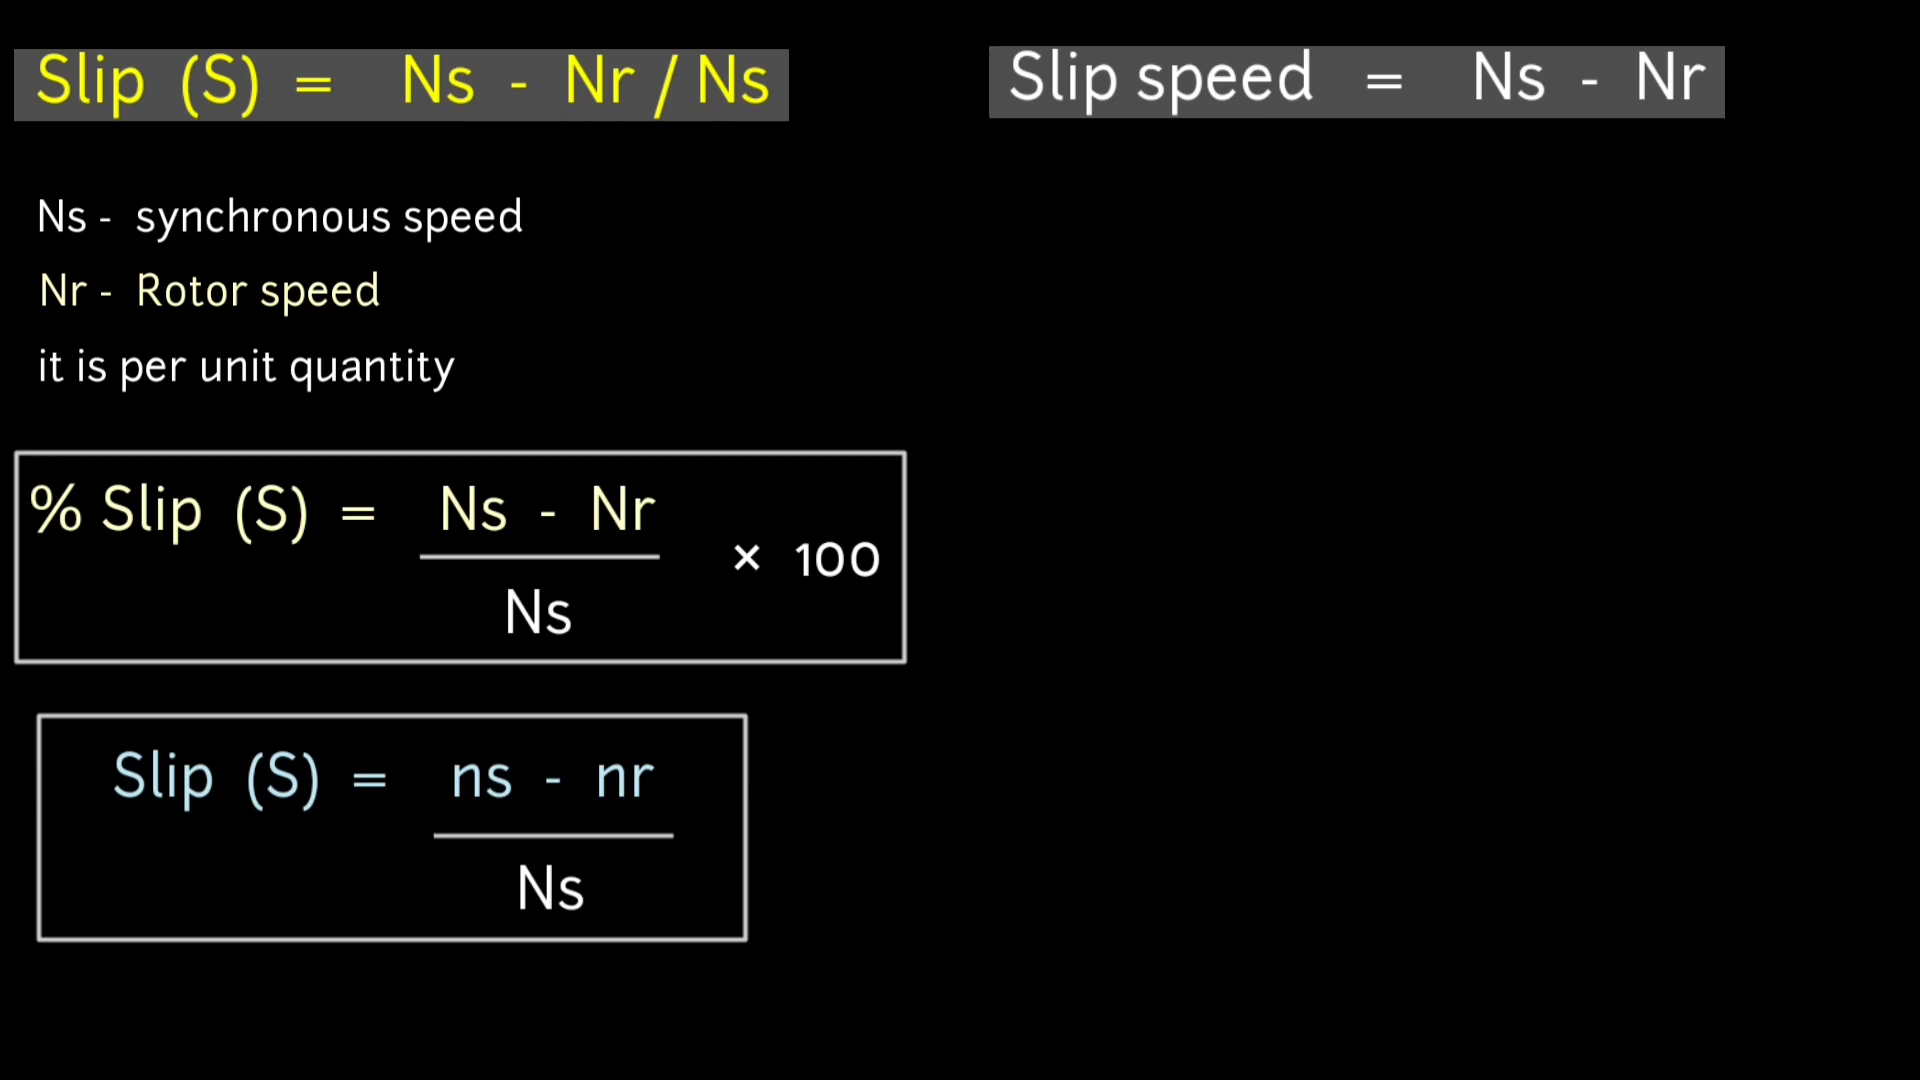 Slip (S) = Ns - Nr / Ns
Slip speed = Ns - Nr
Ns - synchronous speed
Nr - Rotor speed
it is per unit quantity
% Slip (S) = Ns - Nr
× 100
Ns
Slip (S) = ns - nr
Ns